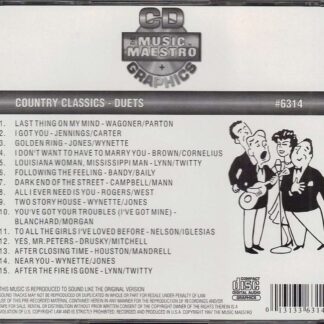 CD
MUSIC
MAESTRO
+
GRAPHICS
COUNTRY CLASSICS - DUETS #6314
1. LAST THING ON MY MIND - WAGONER/PARTON
2. I GOT YOU - JENNINGS/CARTER
3. GOLDEN RING - JONES/WYNETTE
4. I DON'T WANT TO HAVE TO MARRY YOU - BROWN/CORNELIUS
5. LOUISIANA WOMAN, MISSISSIPPI MAN - LYNN/TWITTY
6. FOLLOWING THE FEELING - BANDY/BAILY
7. DARK END OF THE STREET - CAMPBELL/MANN
8. ALL I EVER NEED IS YOU - ROGERS/WEST
9. TWO STORY HOUSE - WYNETTE/JONES
10. YOU'VE GOT YOUR TROUBLES (I'VE GOT MINE) -
BLANCHARD/MORGAN
11. TO ALL THE GIRLS I'VE LOVED BEFORE - NELSON/IGLESIAS
12. YES, MR. PETERS - DRUSKY/MITCHELL
13. AFTER CLOSING TIME - HOUSTON/MANDRELL
14. NEAR YOU - WYNETTE/JONES
15. AFTER THE FIRE IS GONE - LYNN/TWITTY
THIS MUSIC IS REPRODUCED TO SOUND LIKE THE ORIGINAL VERSION.
COMPACT
disc
DIGITAL AUDIO
GRAPHICS